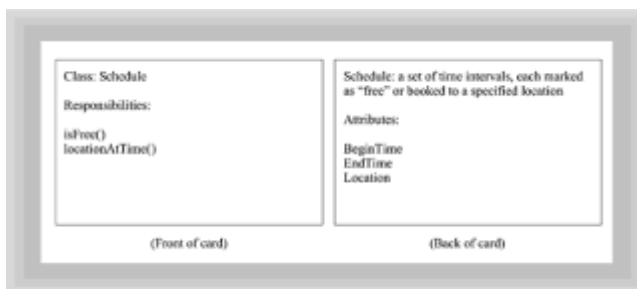 Class: Schedule
Responsibilities:
isFree()
locationAtTime()
(Front of card)
Schedule: a set of time intervals, each marked
as "free" or booked to a specified location
Attributes:
BeginTime
EndTime
Location
(Back of card)